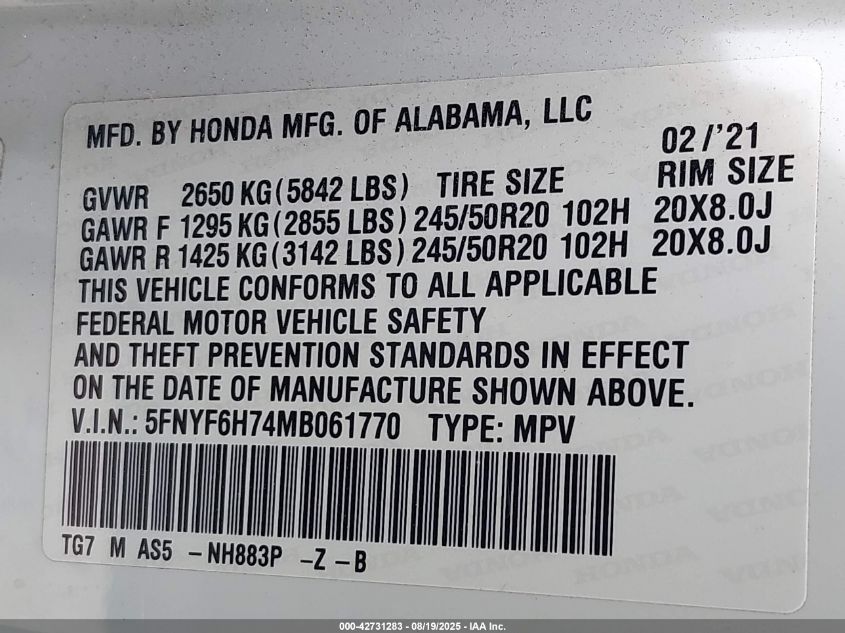 MFD. BY HONDA MFG. OF ALABAMA, LLC
02/'21
GVWR 2650 KG(5842 LBS) TIRE SIZE RIM SIZE
GAWR F 1295 KG(2855 LBS) 245/50R20 102H 20X8.0J
GAWR R 1425 KG(3142 LBS) 245/50R20 102H 20X8.0J
THIS VEHICLE CONFORMS TO ALL APPLICABLE
FEDERAL MOTOR VEHICLE SAFETY
AND THEFT PREVENTION STANDARDS IN EFFECT
ON THE DATE OF MANUFACTURE SHOWN ABOVE.
V.I.N.: 5FNYF6H74MB061770 TYPE: MPV
TG7 M AS5 -NH883P -Z -B
000-42731283 - 08/19/2025 - IAA Inc.